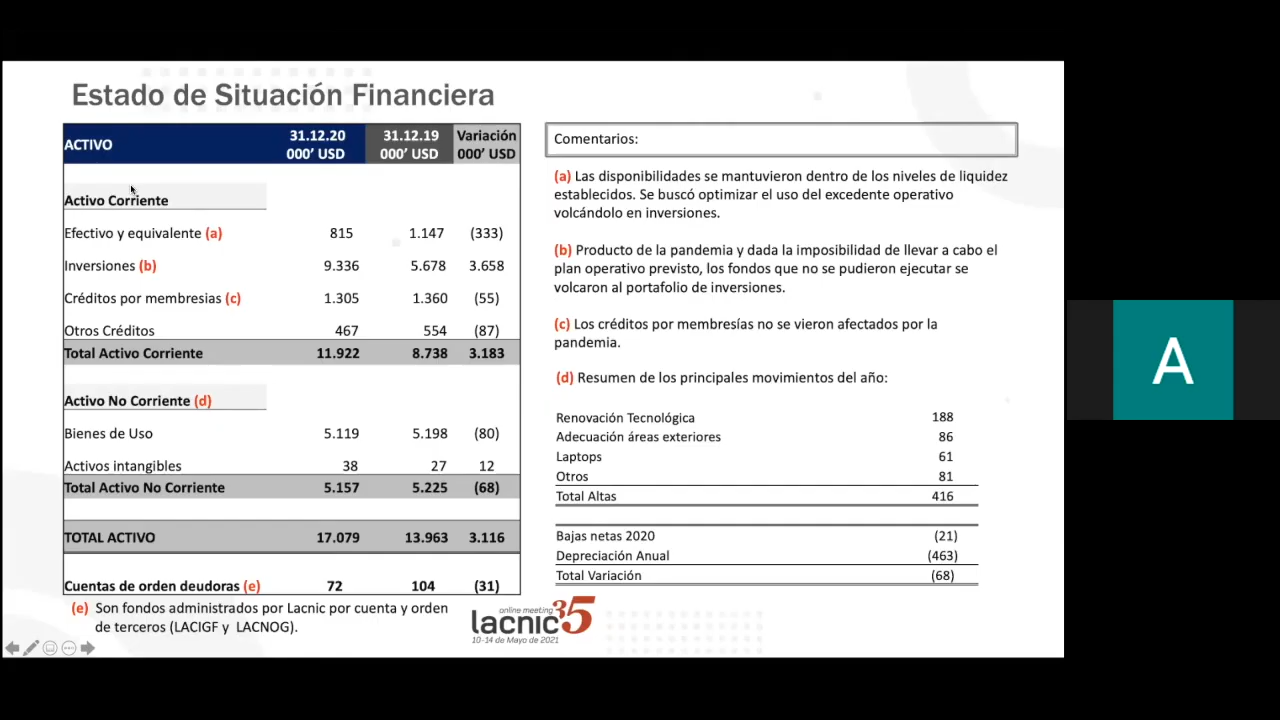 Estado de Situación Financiera
ACTIVO 31.12.20 000’ USD 31.12.19 000’ USD Variación 000’ USD
Activo Corriente
Efectivo y equivalente (a) 815 1.147 (333)
Inversiones (b) 9.336 5.678 3.658
Créditos por membresias (c) 1.305 1.360 (55)
Otros Créditos 467 554 (87)
Total Activo Corriente 11.922 8.738 3.183
Activo No Corriente (d)
Bienes de Uso 5.119 5.198 (80)
Activos intangibles 38 27 12
Total Activo No Corriente 5.157 5.225 (68)
TOTAL ACTIVO 17.079 13.963 3.116
Cuentas de orden deudoras (e) 72 104 (31)
(e) Son fondos administrados por Lacnic por cuenta y orden
de terceros (LACIGF y LACNOG).
Comentarios:
(a) Las disponibilidades se mantuvieron dentro de los niveles de liquidez
establecidos. Se buscó optimizar el uso del excedente operativo
volcándolo en inversiones.
(b) Producto de la pandemia y dada la imposibilidad de llevar a cabo el
plan operativo previsto, los fondos que no se pudieron ejecutar se
volcaron al portafolio de inversiones.
(c) Los créditos por membresías no se vieron afectados por la
pandemia.
(d) Resumen de los principales movimientos del año:
Renovación Tecnológica 188
Adecuación áreas exteriores 86
Laptops 61
Otros 81
Total Altas 416
Bajas netas 2020 (21)
Depreciación Anual (463)
Total Variación (68)
online meeting
lacnic35
10-14 de Mayo de 2021
A